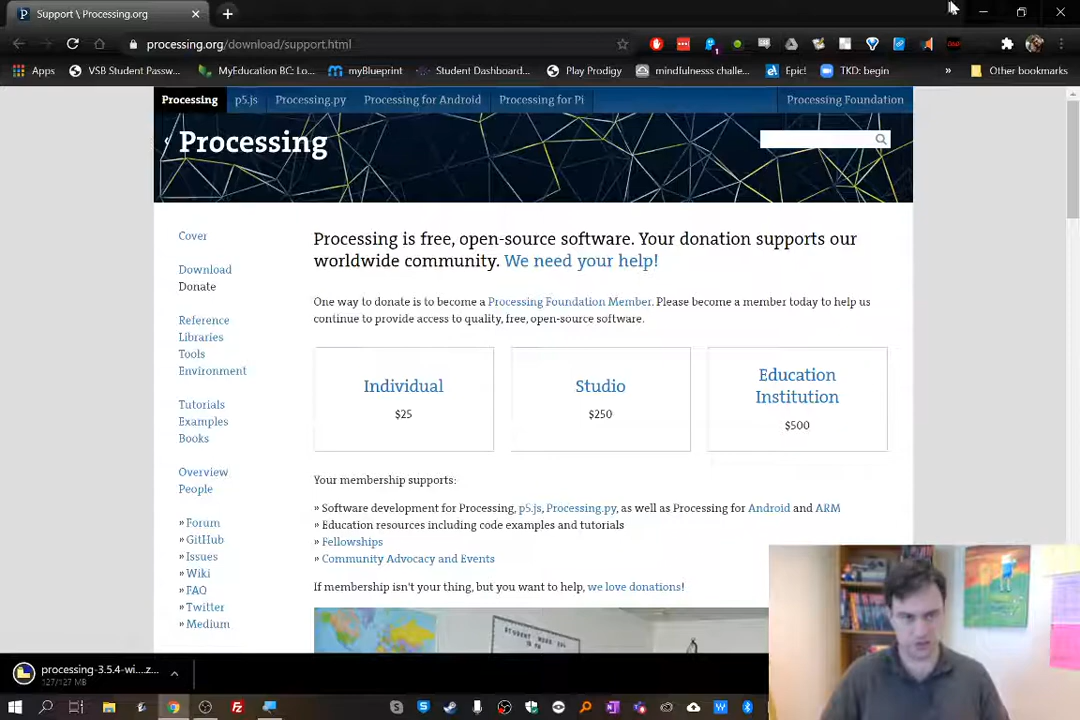 Support \ Processing.org
processing.org/download/support.html
Apps
VSB Student Passw...
MyEducation BC: Lo...
myBlueprint
Student Dashboard...
Play Prodigy
mindfulnesss challe...
Epic!
TKD: begin
»
Other bookmarks
Processing
p5.js
Processing.py
Processing for Android
Processing for Pi
Processing Foundation
Processing
Cover
Download
Donate
Reference
Libraries
Tools
Environment
Tutorials
Examples
Books
Overview
People
» Forum
» GitHub
» Issues
» Wiki
» FAQ
» Twitter
» Medium
Processing is free, open-source software. Your donation supports our
worldwide community. We need your help!
One way to donate is to become a Processing Foundation Member. Please become a member today to help us
continue to provide access to quality, free, open-source software.
Individual
$25
Studio
$250
Education
Institution
$500
Your membership supports:
» Software development for Processing, p5.js, Processing.py, as well as Processing for Android and ARM
» Education resources including code examples and tutorials
» Fellowships
» Community Advocacy and Events
If membership isn't your thing, but you want to help, we love donations!
processing-3.5.4-wi....z...
127/127 MB